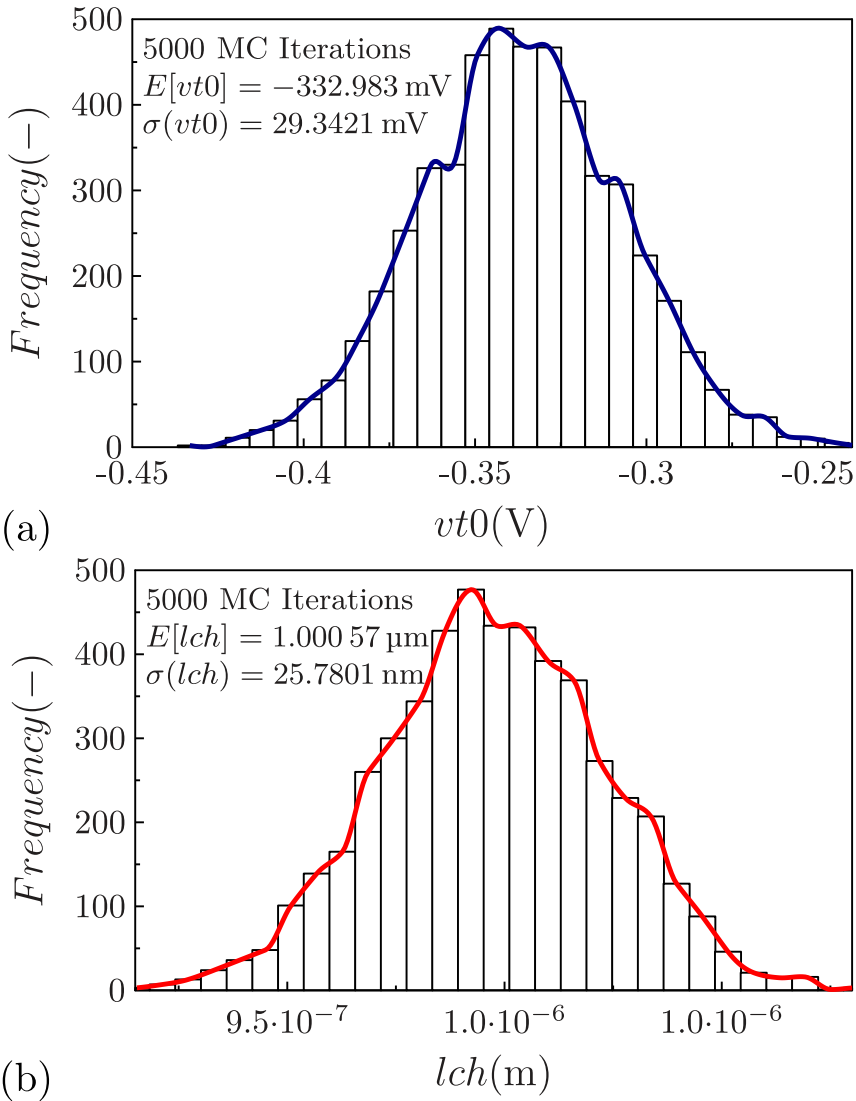 500
400
300
200
100
0
Frequency(−)
5000 MC Iterations
E[vt0] = −332.983 mV
σ(vt0) = 29.3421 mV
-0.45 -0.4 -0.35 -0.3 -0.25
vt0(V)
(a)
500
400
300
200
100
0
Frequency(−)
5000 MC Iterations
E[lch] = 1.000 57 µm
σ(lch) = 25.7801 nm
9.5·10⁻⁷ 1.0·10⁻⁶ 1.0·10⁻⁶
lch(m)
(b)